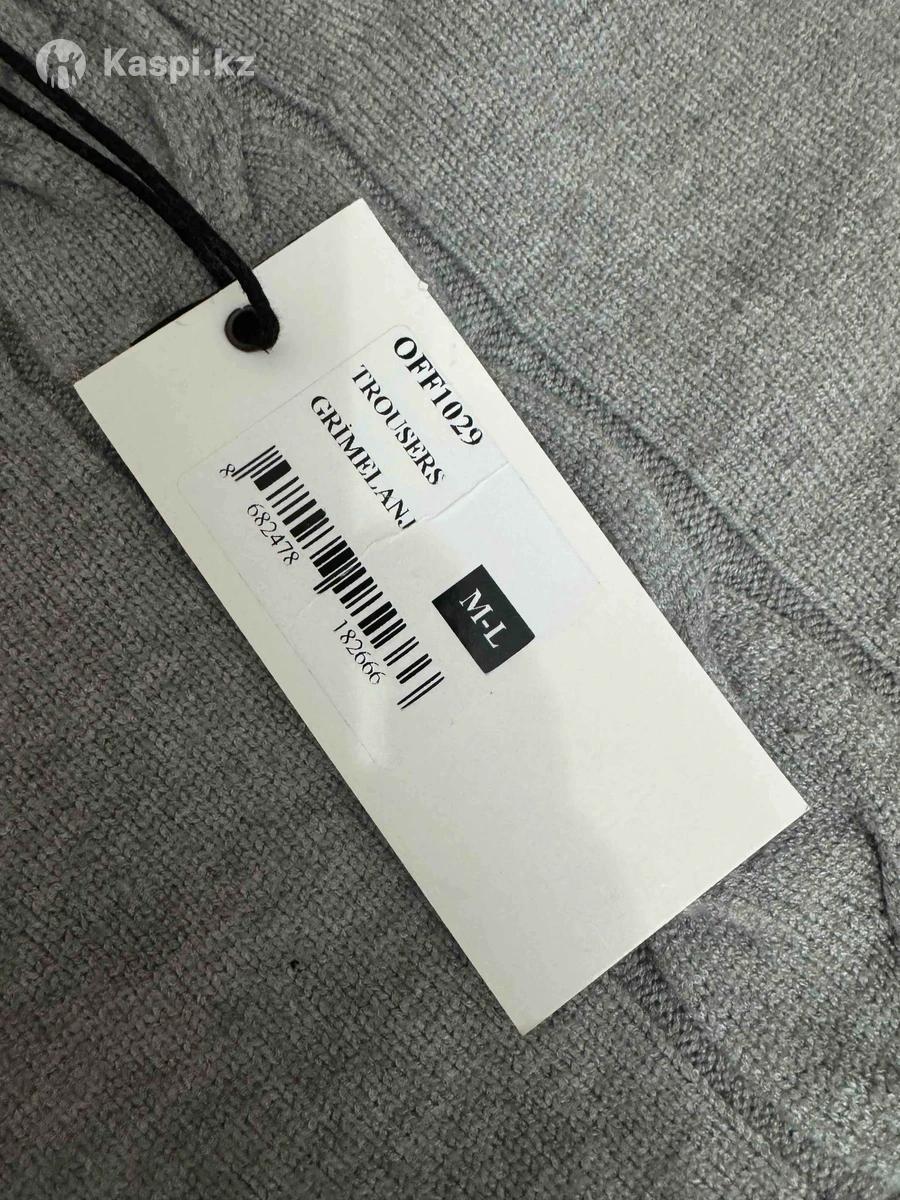 Kaspi.kz
OFF1029
TROUSERS
GRİMELANJ
M-L
8 682478 182666